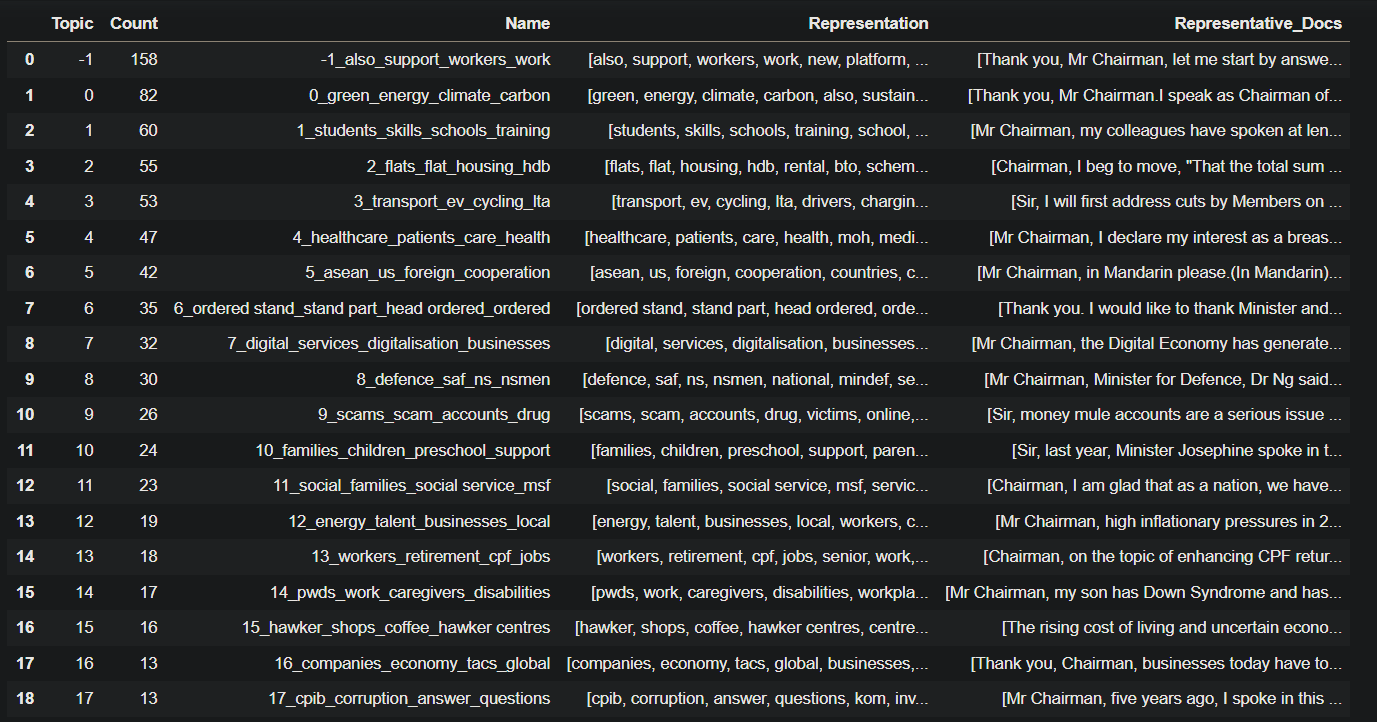 Topic Count Name Representation Representative_Docs
0 -1 158 -1_also_support_workers_work [also, support, workers, work, new, platform, ... [Thank you, Mr Chairman, let me start by answe...
1 0 82 0_green_energy_climate_carbon [green, energy, climate, carbon, also, sustain... [Thank you, Mr Chairman.I speak as Chairman of...
2 1 60 1_students_skills_schools_training [students, skills, schools, training, school, ... [Mr Chairman, my colleagues have spoken at len...
3 2 55 2_flats_flat_housing_hdb [flats, flat, housing, hdb, rental, bto, schem... [Chairman, I beg to move, "That the total sum ...
4 3 53 3_transport_ev_cycling_lta [transport, ev, cycling, lta, drivers, chargin... [Sir, I will first address cuts by Members on ...
5 4 47 4_healthcare_patients_care_health [healthcare, patients, care, health, moh, medi... [Mr Chairman, I declare my interest as a breas...
6 5 42 5_asean_us_foreign_cooperation [asean, us, foreign, cooperation, countries, c... [Mr Chairman, in Mandarin please.(In Mandarin)...
7 6 35 6_ordered stand_stand part_head ordered_ordered [ordered stand, stand part, head ordered, orde... [Thank you. I would like to thank Minister and...
8 7 32 7_digital_services_digitalisation_businesses [digital, services, digitalisation, businesses... [Mr Chairman, the Digital Economy has generate...
9 8 30 8_defence_saf_ns_nsmen [defence, saf, ns, nsmen, national, mindef, se... [Mr Chairman, Minister for Defence, Dr Ng said...
10 9 26 9_scams_scam_accounts_drug [scams, scam, accounts, drug, victims, online,... [Sir, money mule accounts are a serious issue ...
11 10 24 10_families_children_preschool_support [families, children, preschool, support, paren... [Sir, last year, Minister Josephine spoke in t...
12 11 23 11_social_families_social service_msf [social, families, social service, msf, servic... [Chairman, I am glad that as a nation, we have...
13 12 19 12_energy_talent_businesses_local [energy, talent, businesses, local, workers, c... [Mr Chairman, high inflationary pressures in 2...
14 13 18 13_workers_retirement_cpf_jobs [workers, retirement, cpf, jobs, senior, work,... [Chairman, on the topic of enhancing CPF retur...
15 14 17 14_pwds_work_caregivers_disabilities [pwds, work, caregivers, disabilities, workpla... [Mr Chairman, my son has Down Syndrome and has...
16 15 16 15_hawker_shops_coffee_hawker centres [hawker, shops, coffee, hawker centres, centre... [The rising cost of living and uncertain econo...
17 16 13 16_companies_economy_tacs_global [companies, economy, tacs, global, businesses,... [Thank you, Chairman, businesses today have to...
18 17 13 17_cpib_corruption_answer_questions [cpib, corruption, answer, questions, kom, inv... [Mr Chairman, five years ago, I spoke in this ...